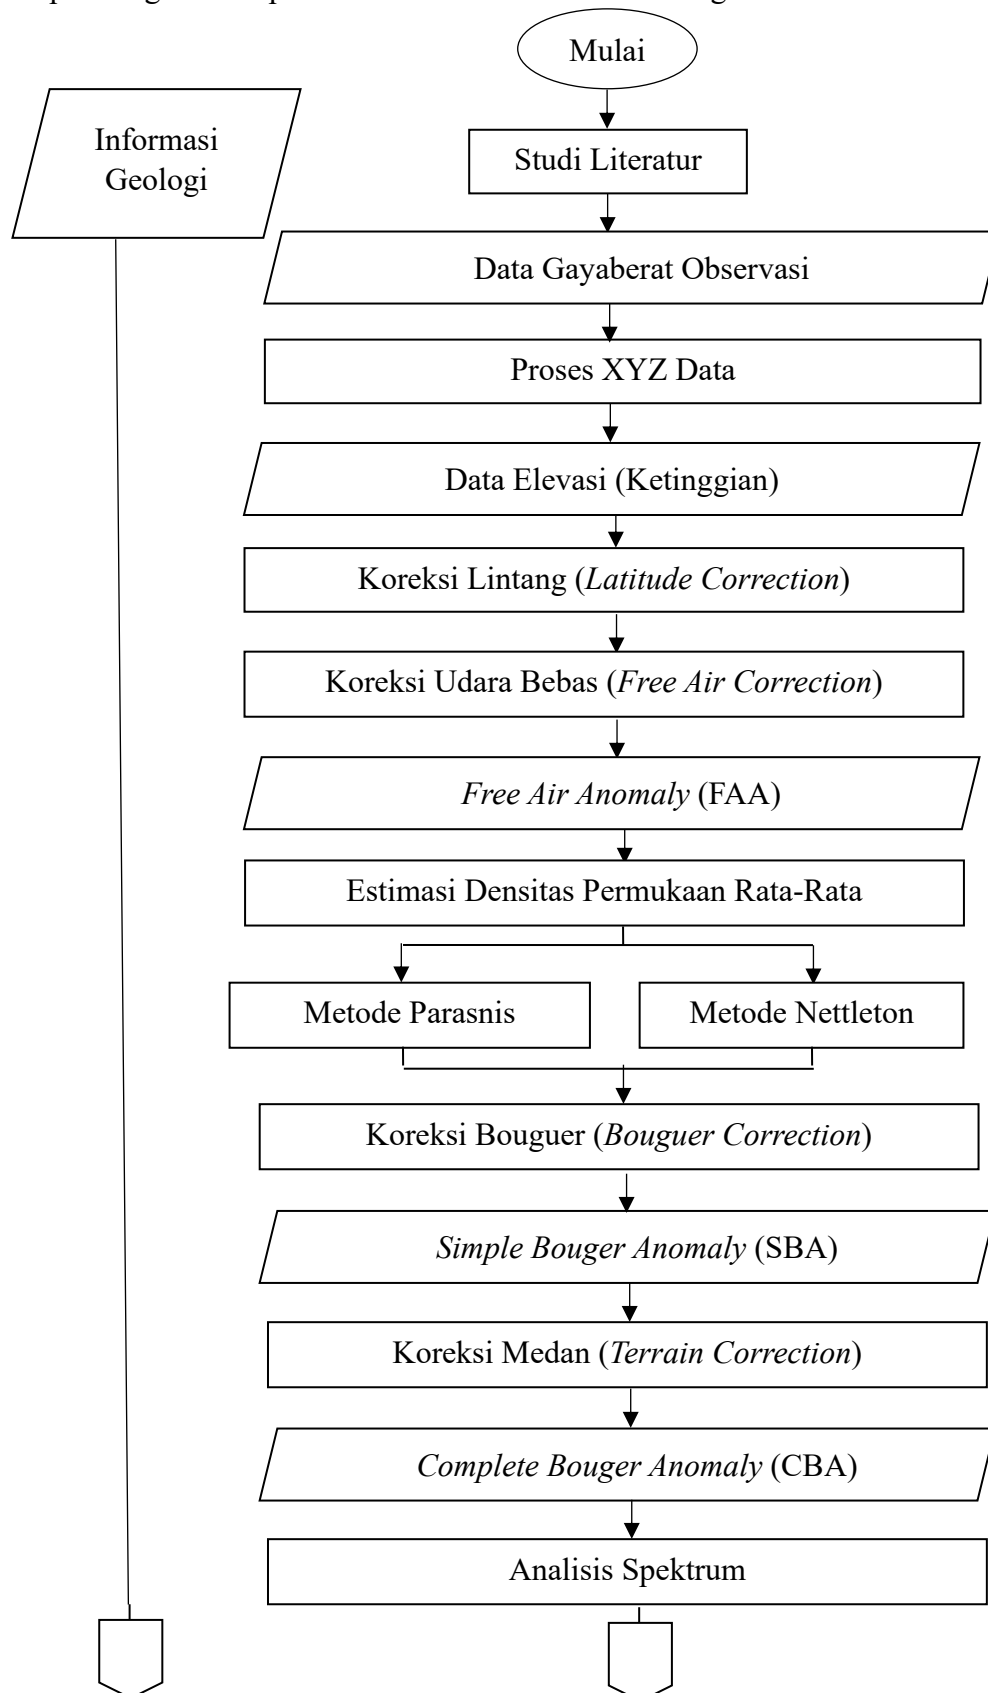 Mulai
Informasi
Geologi
Studi Literatur
Data Gayaberat Observasi
Proses XYZ Data
Data Elevasi (Ketinggian)
Koreksi Lintang (Latitude Correction)
Koreksi Udara Bebas (Free Air Correction)
Free Air Anomaly (FAA)
Estimasi Densitas Permukaan Rata-Rata
Metode Parasnis
Metode Nettleton
Koreksi Bouguer (Bouguer Correction)
Simple Bouger Anomaly (SBA)
Koreksi Medan (Terrain Correction)
Complete Bouger Anomaly (CBA)
Analisis Spektrum